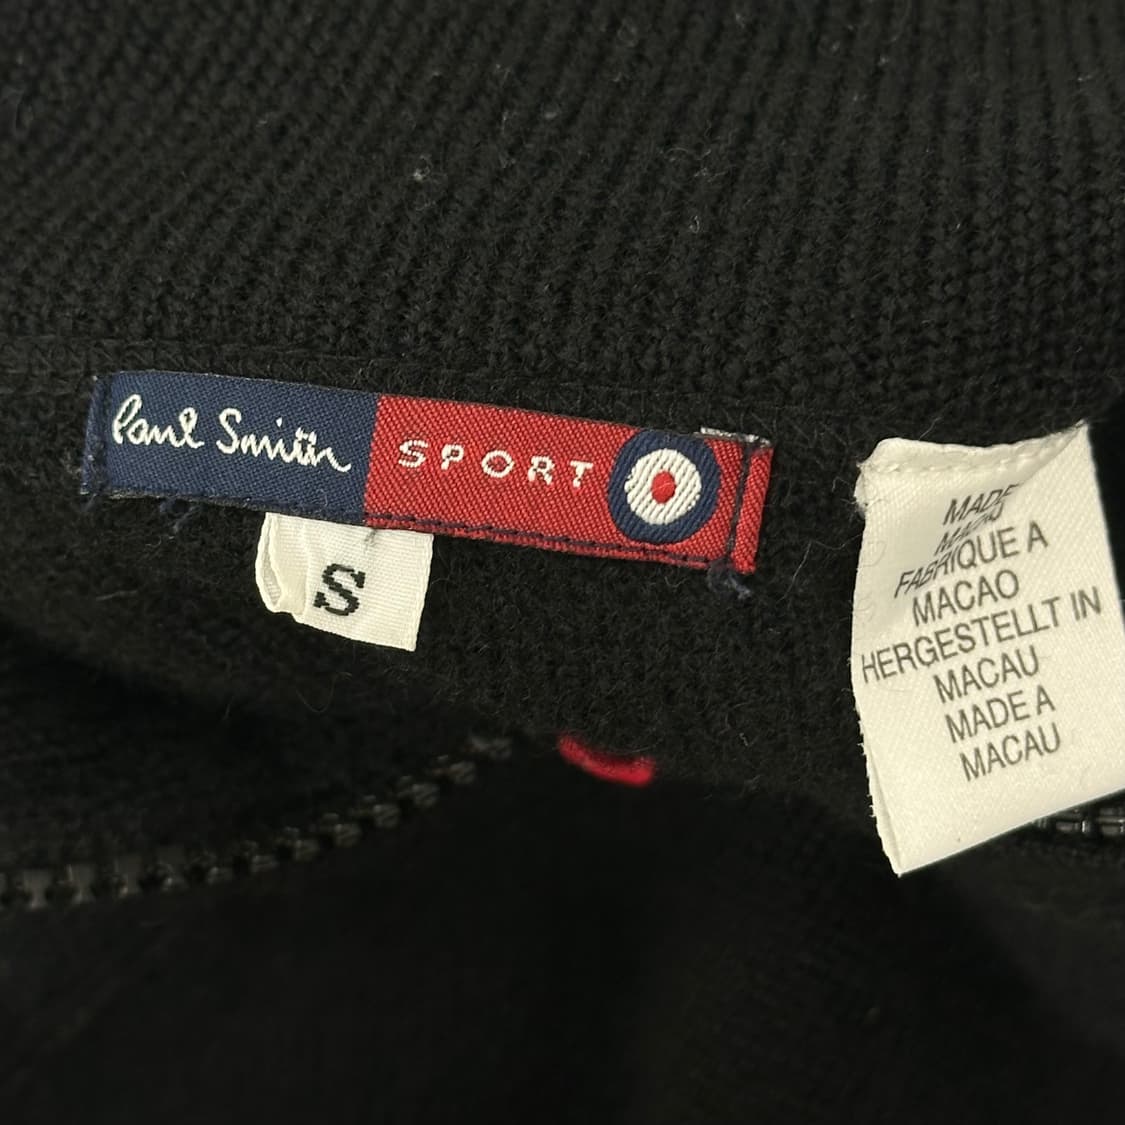 Paul Smith SPORT
S
MADE
FABRIQUE A
MACAO
HERGESTELLT IN
MACAU
MADE A
MACAU